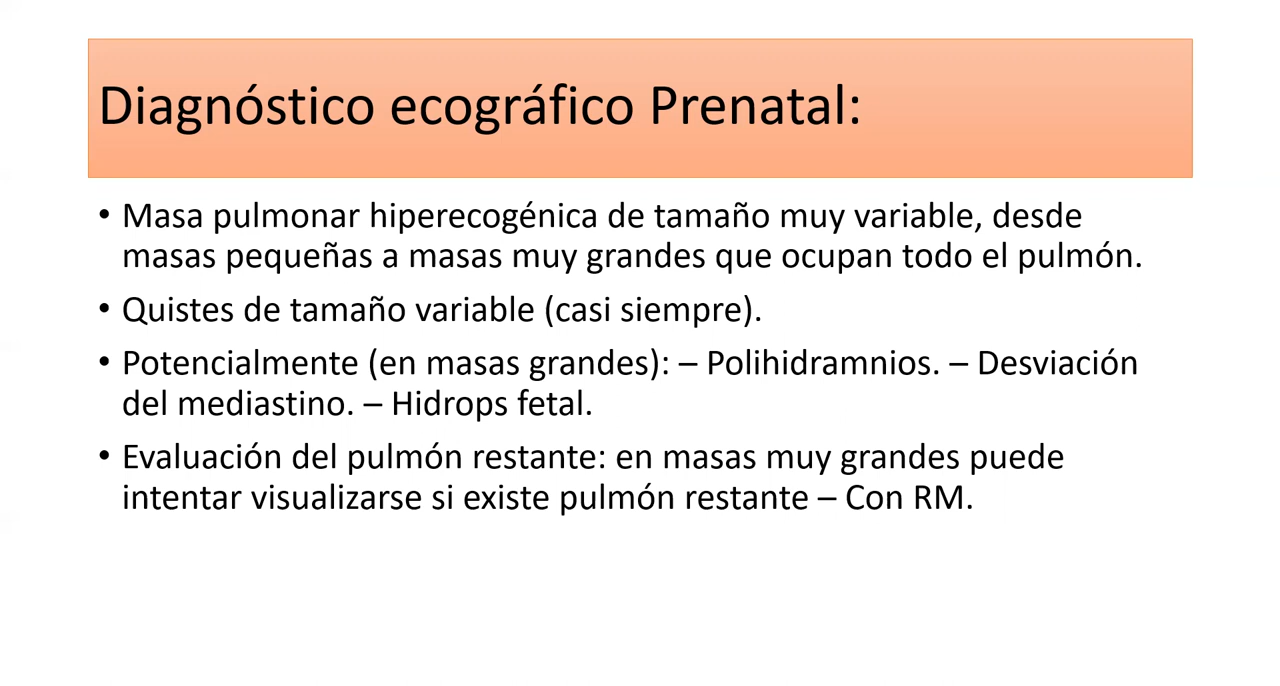 Diagnóstico ecográfico Prenatal:
• Masa pulmonar hiperecogénica de tamaño muy variable, desde
masas pequeñas a masas muy grandes que ocupan todo el pulmón.
• Quistes de tamaño variable (casi siempre).
• Potencialmente (en masas grandes): – Polihidramnios. – Desviación
del mediastino. – Hidrops fetal.
• Evaluación del pulmón restante: en masas muy grandes puede
intentar visualizarse si existe pulmón restante – Con RM.